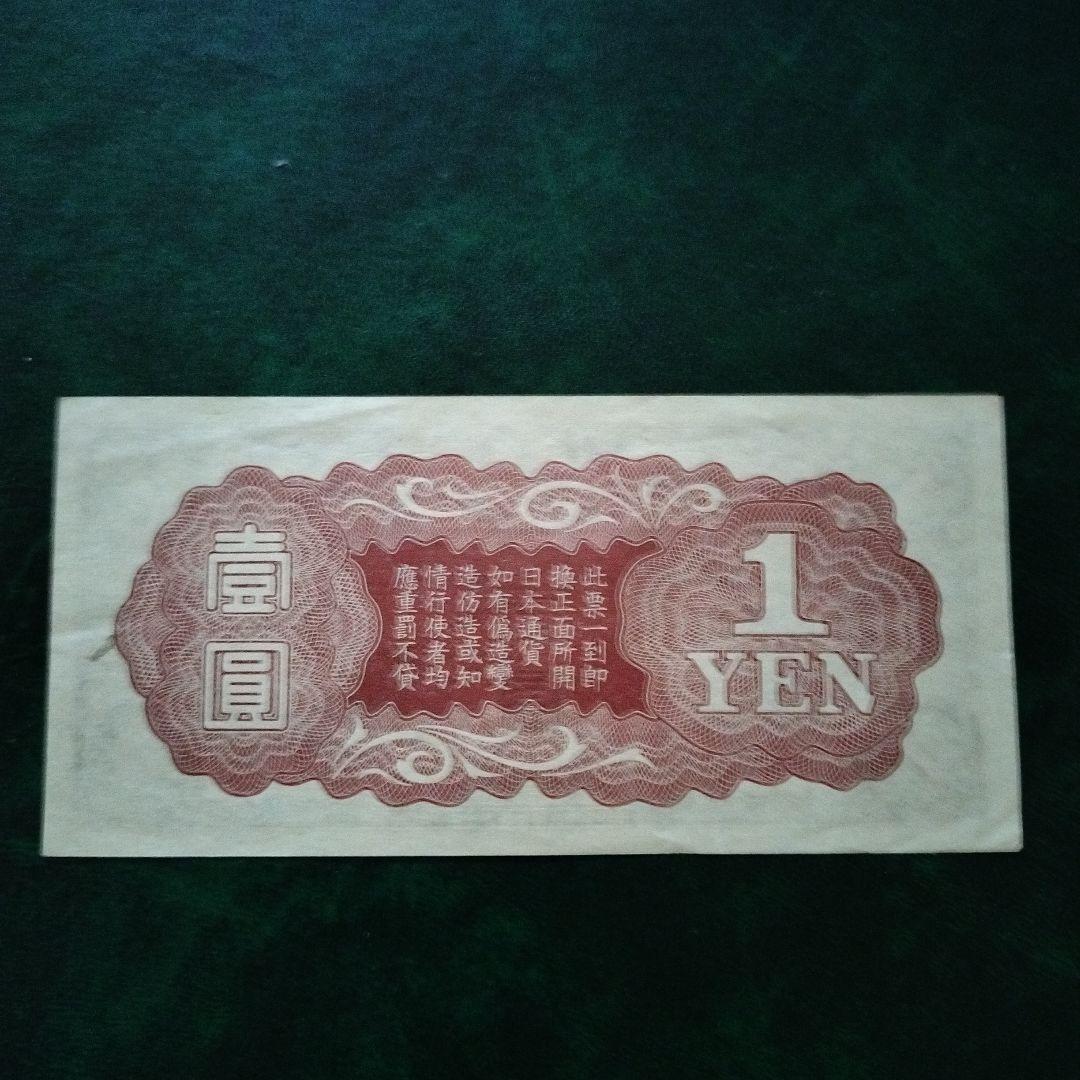 壹圓
此票一到即
換正面所開
日本通貨
如有偽造變
造仿造或知
情行使者均
應重罰不貸
1
YEN